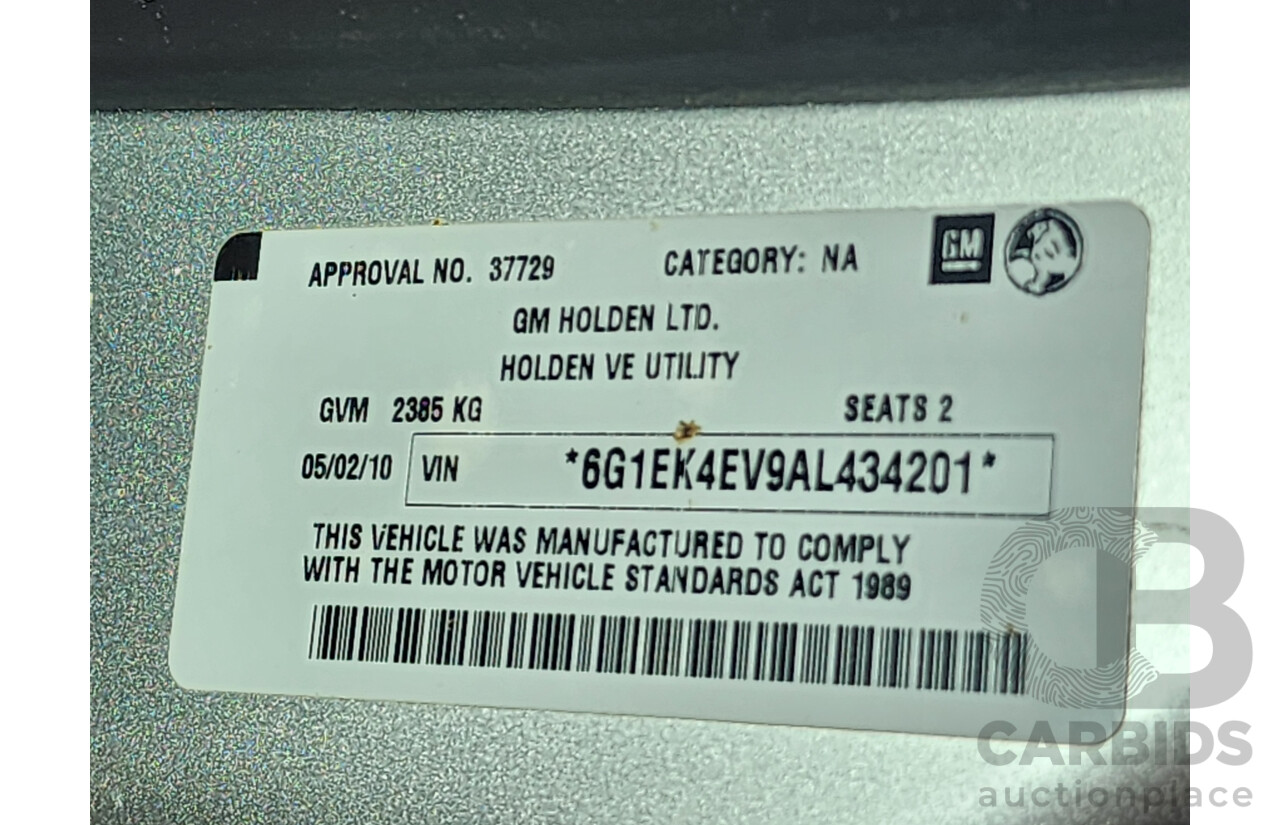 APPROVAL NO. 37729 CATEGORY: NA GM
GM HOLDEN LTD.
HOLDEN VE UTILITY
GVM 2385 KG SEATS 2
05/02/10 VIN *6G1EK4EV9AL434201*
THIS VEHICLE WAS MANUFACTURED TO COMPLY
WITH THE MOTOR VEHICLE STANDARDS ACT 1989
CB
CARBIDS
auctionplace